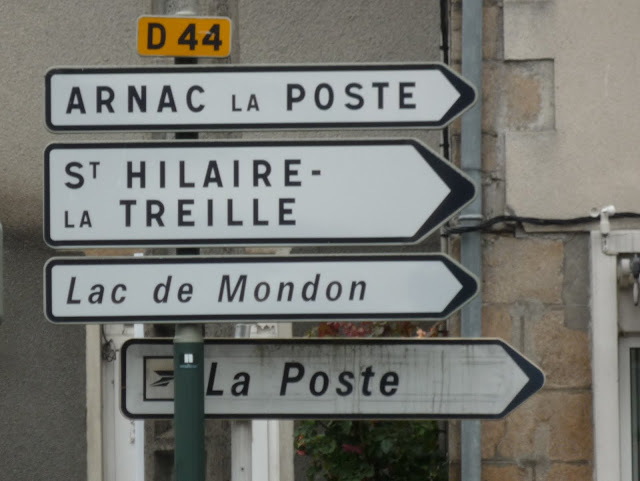 D 44
ARNAC LA POSTE
ST HILAIRE-
LA TREILLE
Lac de Mondon
La Poste